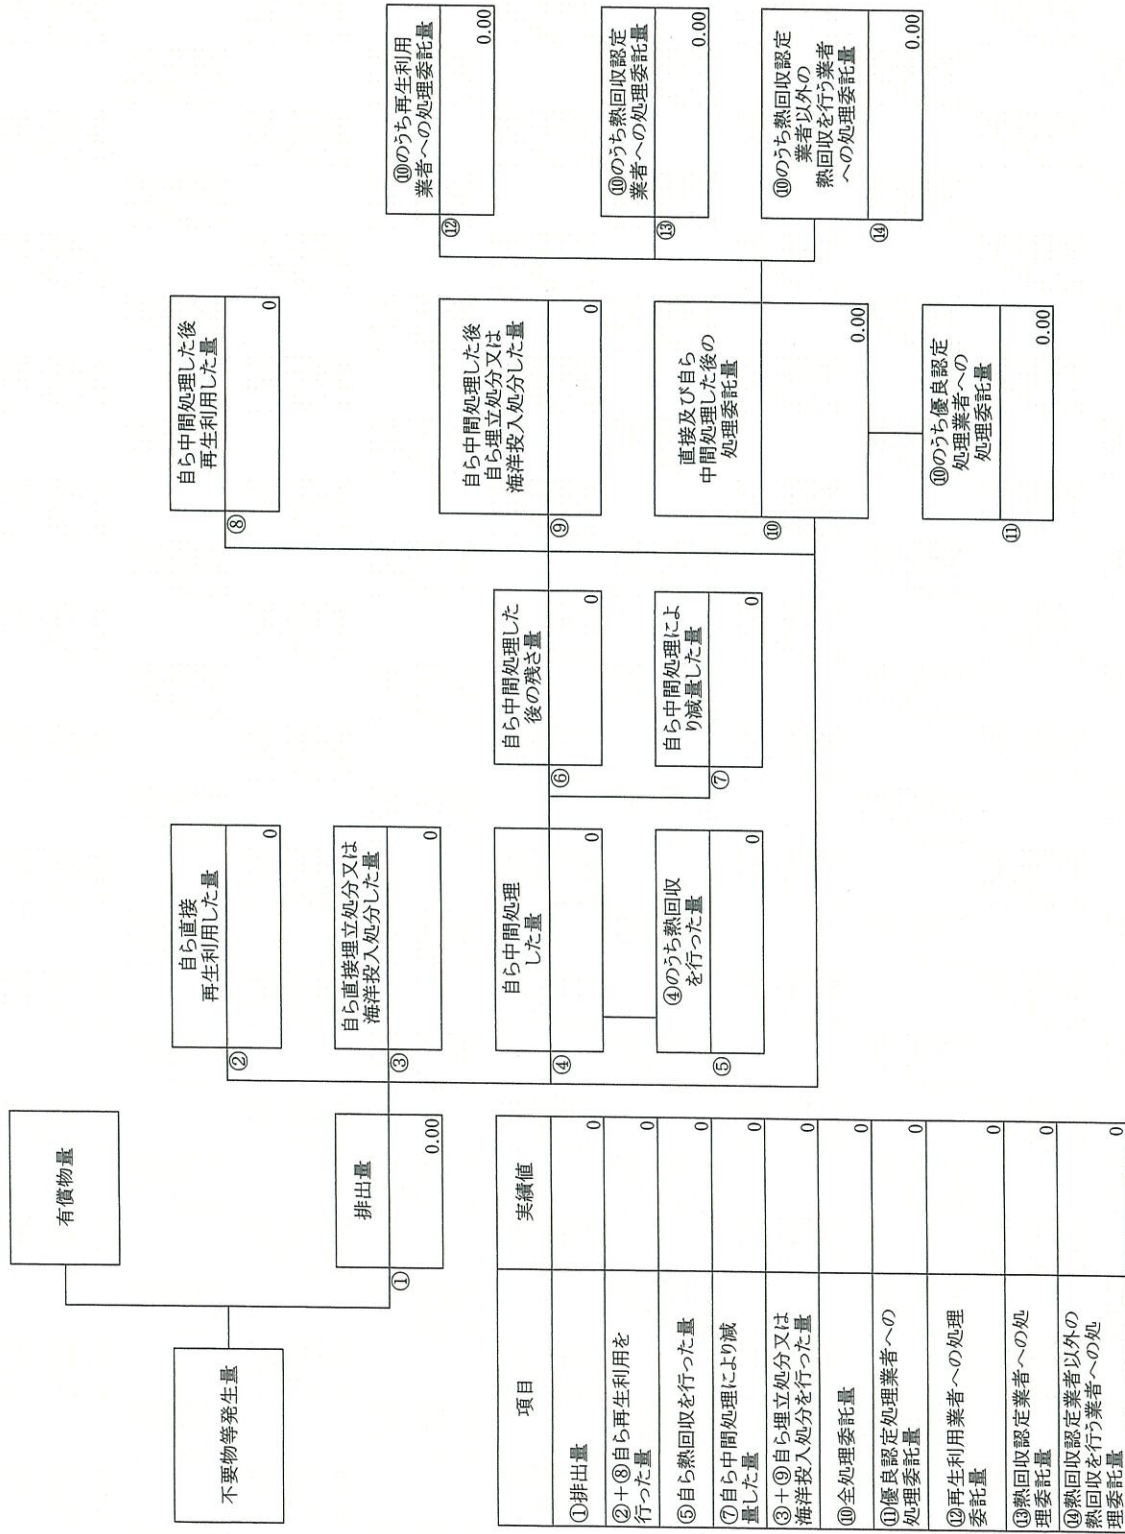 不要物等発生量
有償物量
排出量
①
0.00
自ら直接
再生利用した量
②
0
自ら直接埋立処分又は
海洋投入処分した量
③
0
自ら中間処理
した量
④
0
④のうち熱回収
を行った量
⑤
0
自ら中間処理した
後の残さ量
⑥
0
自ら中間処理によ
り減量した量
⑦
0
自ら中間処理した後
再生利用した量
⑧
0
自ら中間処理した後
自ら埋立処分又は
海洋投入処分した量
⑨
0
直接及び自ら
中間処理した後の
処理委託量
⑩
0.00
⑩のうち優良認定
処理業者への
処理委託量
⑪
0.00
⑩のうち再生利用
業者への処理委託量
⑫
0.00
⑩のうち熱回収認定
業者への処理委託量
⑬
0.00
⑩のうち熱回収認定
業者以外の
熱回収を行う業者
への処理委託量
⑭
0.00
項目 実績値
①排出量 0
②+⑧自ら再生利用を
行った量 0
⑤自ら熱回収を行った量 0
⑦自ら中間処理により減
量した量 0
③+⑨自ら埋立処分又は
海洋投入処分を行った量 0
⑩全処理委託量 0
⑪優良認定処理業者への
処理委託量 0
⑫再生利用業者への処理
委託量 0
⑬熱回収認定業者への処
理委託量 0
⑭熱回収認定業者以外の
熱回収を行う業者への処
理委託量 0